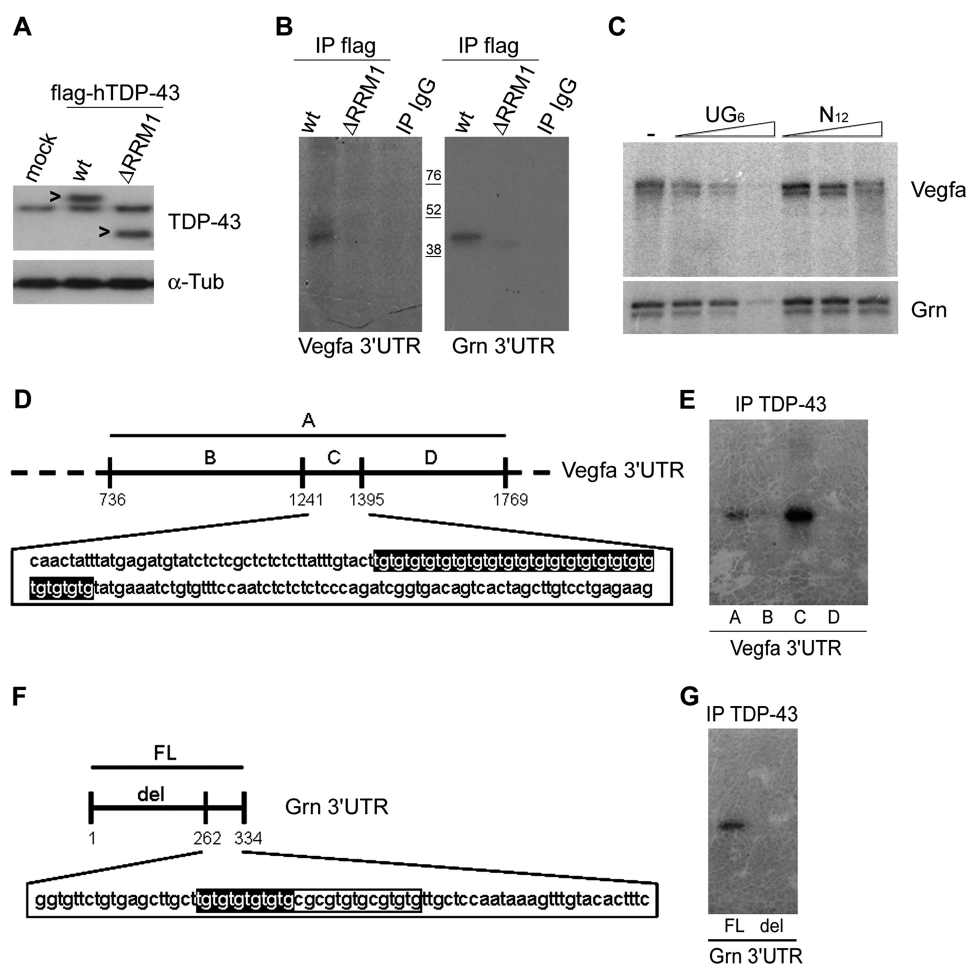 A
flag-hTDP-43
mock wt ΔRRM1
>
>
TDP-43
α-Tub
B
IP flag
wt ΔRRM1 IP IgG
IP flag
wt ΔRRM1 IP IgG
76
52
38
Vegfa 3'UTR
Grn 3'UTR
C
- UG6 N12
Vegfa
Grn
D
A
B C D
Vegfa 3'UTR
736 1241 1395 1769
caactatttatgagatgtatctctcgctctctcttatttgtacttgtgtgtgtgtgtgtgtgtgtgtgtgtgtgtgtg
tgtgtgtgtatgaaatctgtgtttccaatctctctctcccagatcggtgacagtcactagcttgtcctgagaag
E
IP TDP-43
A B C D
Vegfa 3'UTR
F
FL
del
Grn 3'UTR
1 262 334
ggtgttctgtgagcttgcttgtgtgtgtgtgcgcgtgtgcgtgtgttgctccaataaagtttgtacactttc
G
IP TDP-43
FL del
Grn 3'UTR